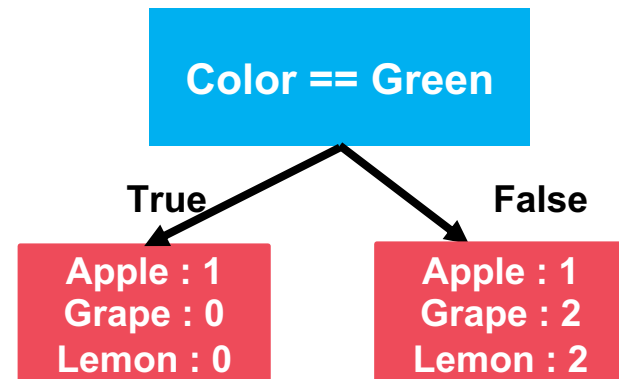 Color == Green
True
False
Apple : 1
Grape : 0
Lemon : 0
Apple : 1
Grape : 2
Lemon : 2